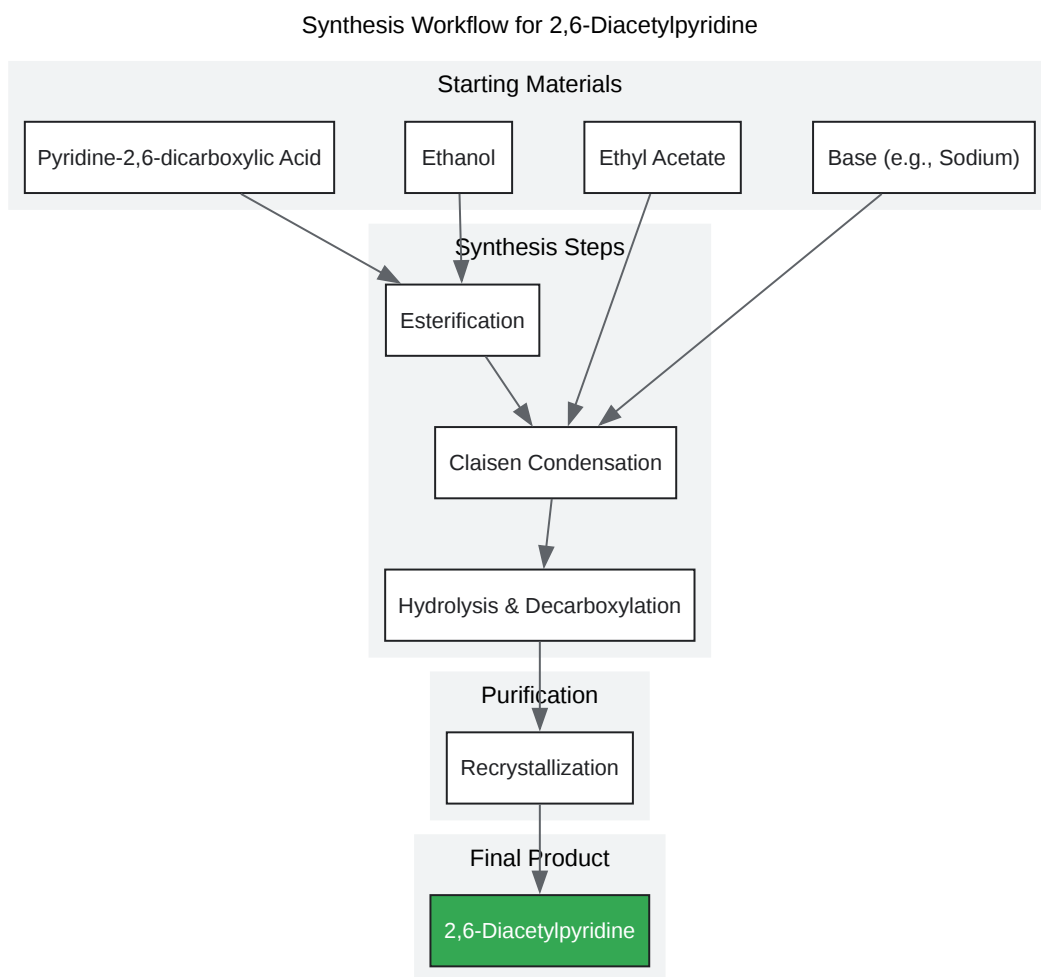 Synthesis Workflow for 2,6-Diacetylpyridine
Starting Materials
Pyridine-2,6-dicarboxylic Acid
Ethanol
Ethyl Acetate
Base (e.g., Sodium)
Synthesis Steps
Esterification
Claisen Condensation
Hydrolysis & Decarboxylation
Purification
Recrystallization
Final Product
2,6-Diacetylpyridine